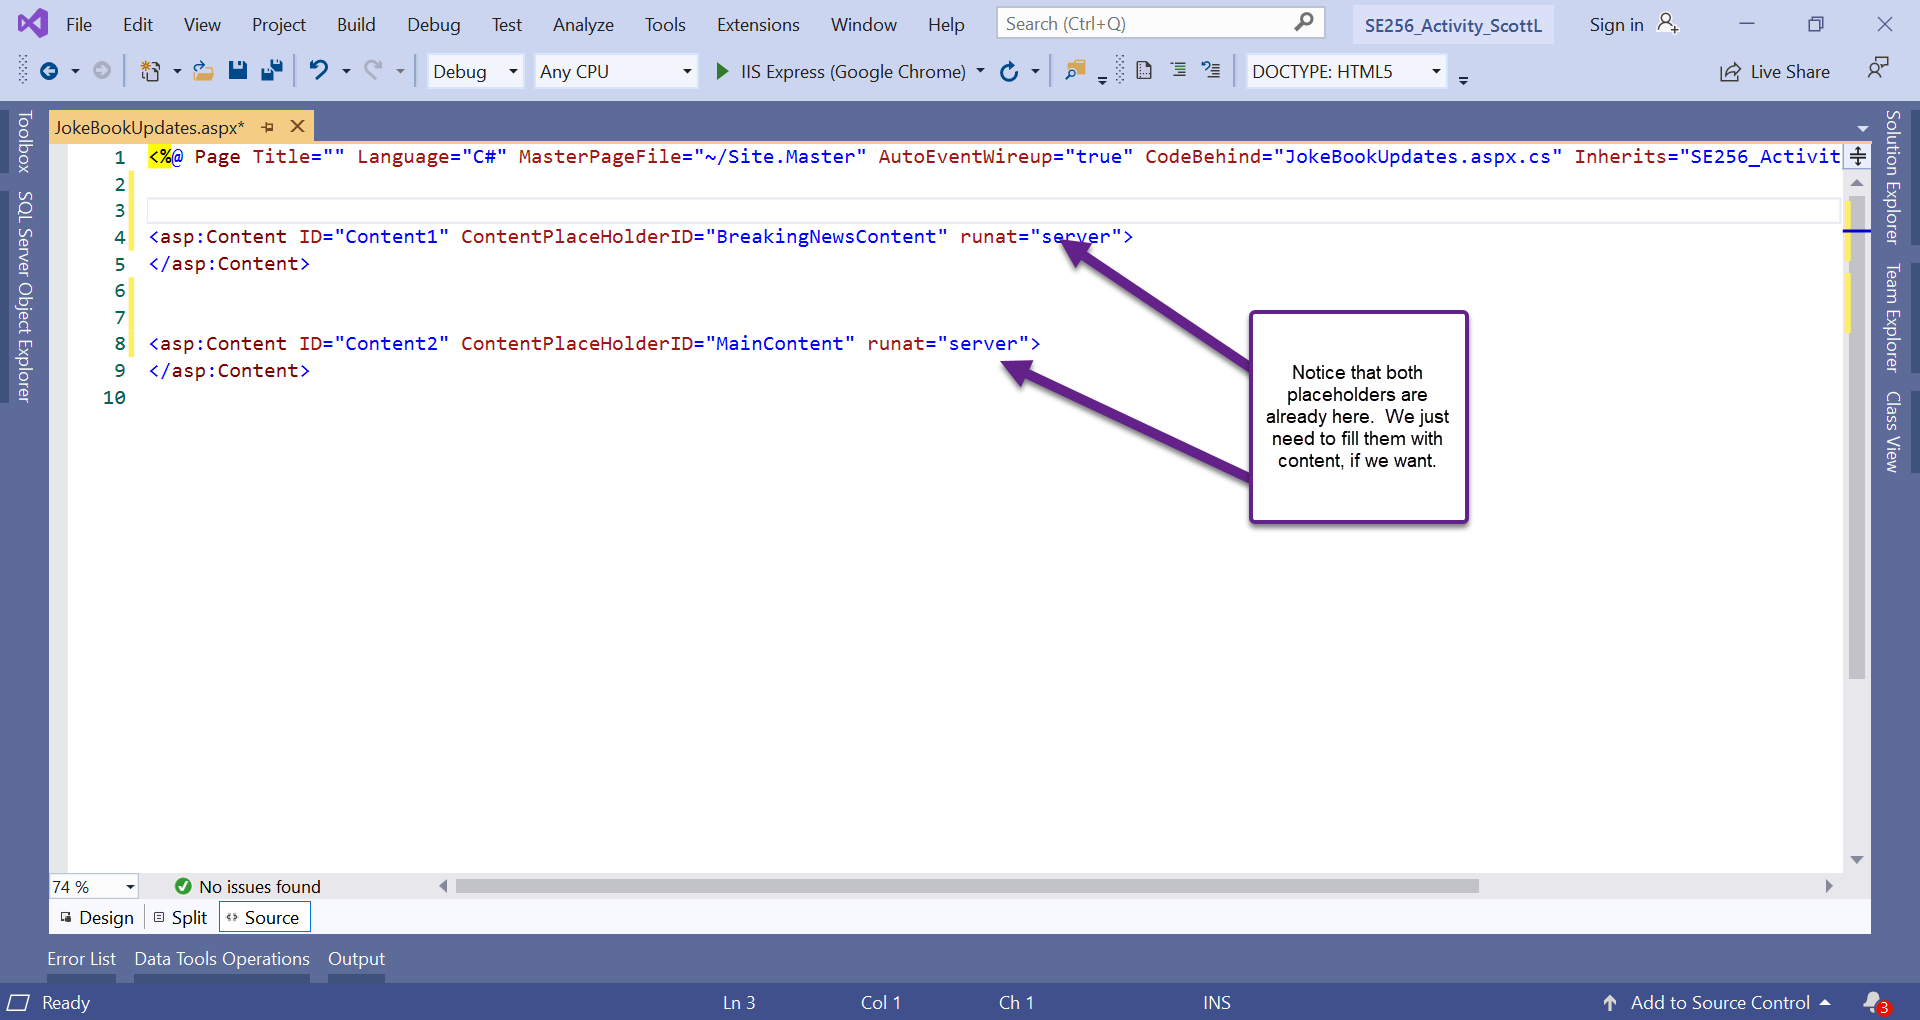 File Edit View Project Build Debug Test Analyze Tools Extensions Window Help Search (Ctrl+Q) SE256_Activity_ScottL Sign in
Debug Any CPU IIS Express (Google Chrome) DOCTYPE: HTML5 Live Share
Toolbox
SQL Server Object Explorer
JokeBookUpdates.aspx*
1 <%@ Page Title="" Language="C#" MasterPageFile="~/Site.Master" AutoEventWireup="true" CodeBehind="JokeBookUpdates.aspx.cs" Inherits="SE256_Activit
2
3
4 <asp:Content ID="Content1" ContentPlaceHolderID="BreakingNewsContent" runat="server">
5 </asp:Content>
6
7
8 <asp:Content ID="Content2" ContentPlaceHolderID="MainContent" runat="server">
9 </asp:Content>
10
Notice that both
placeholders are
already here. We just
need to fill them with
content, if we want.
Solution Explorer
Team Explorer
Class View
74 % No issues found
Design Split Source
Error List Data Tools Operations Output
Ready Ln 3 Col 1 Ch 1 INS Add to Source Control 3